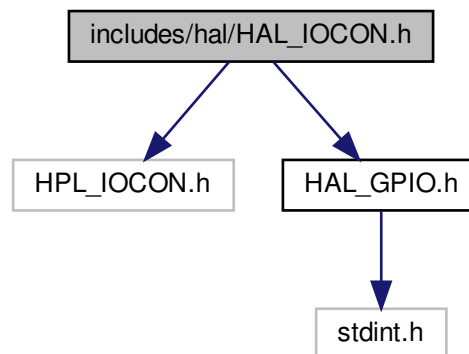 includes/hal/HAL_IOCON.h
HPL_IOCON.h
HAL_GPIO.h
stdint.h